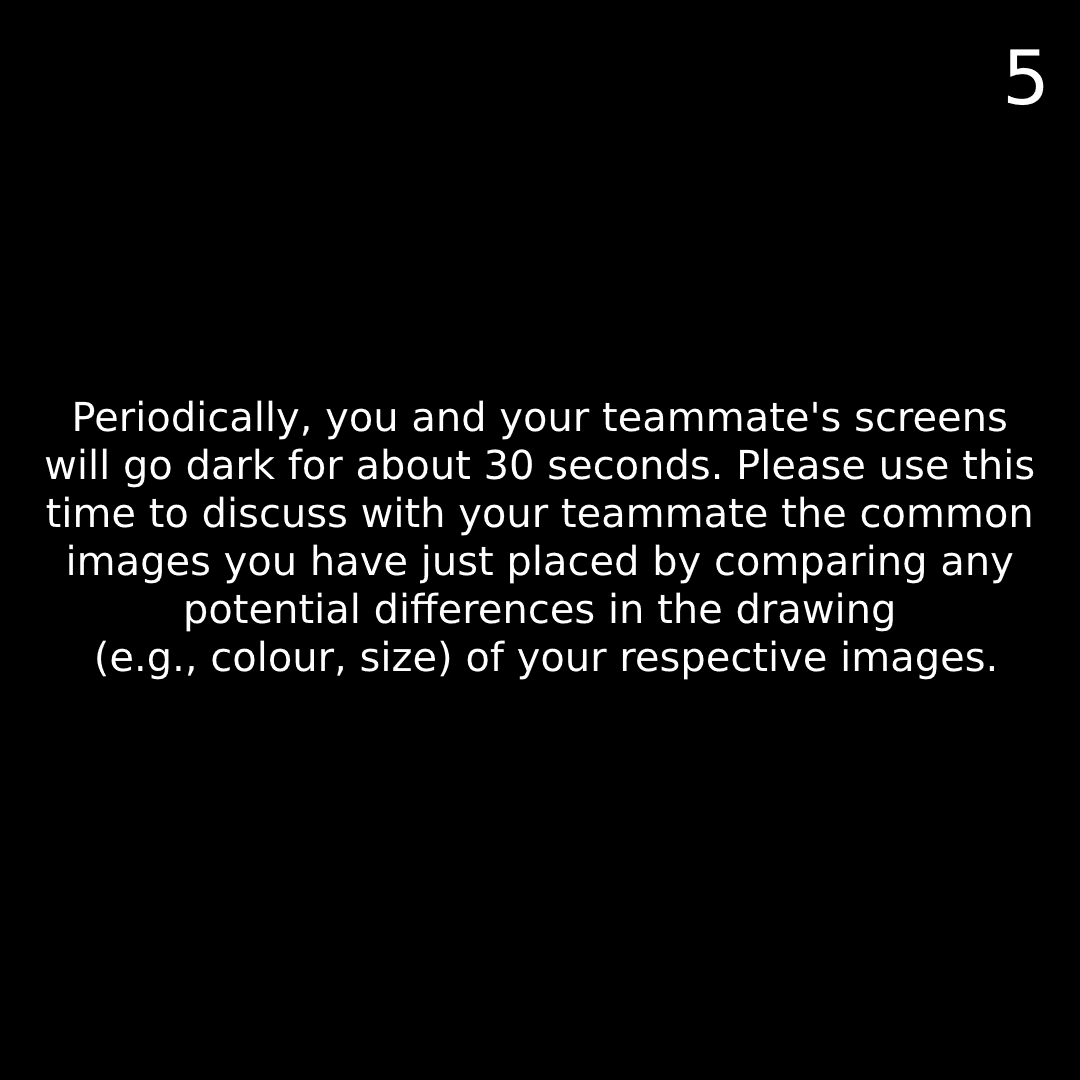 5
Periodically, you and your teammate's screens
will go dark for about 30 seconds. Please use this
time to discuss with your teammate the common
images you have just placed by comparing any
potential differences in the drawing
(e.g., colour, size) of your respective images.